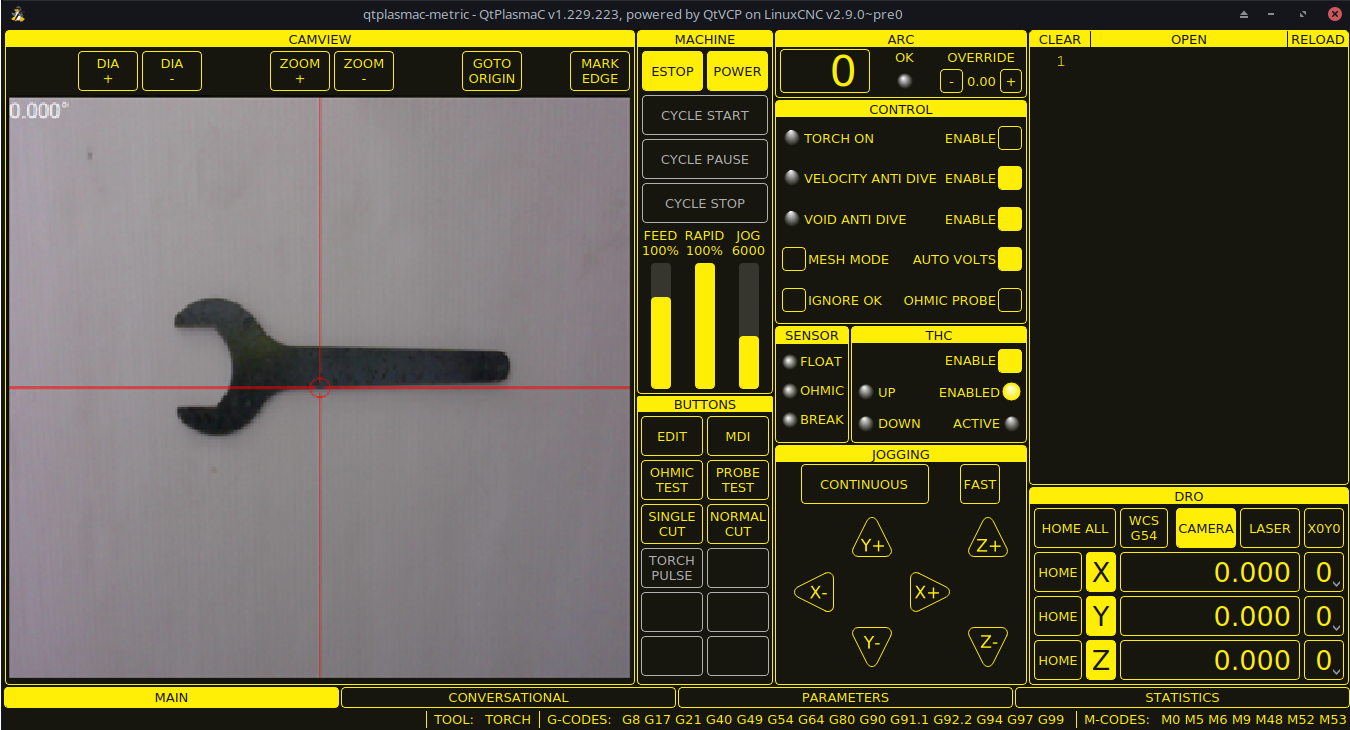 qtplasmac-metric - QtPlasmaC v1.229.223, powered by QtVCP on LinuxCNC v2.9.0~pre0
CAMVIEW
DIA
+
DIA
-
ZOOM
+
ZOOM
-
GOTO
ORIGIN
MARK
EDGE
0.000°
MACHINE
ESTOP
POWER
CYCLE START
CYCLE PAUSE
CYCLE STOP
FEED
100%
RAPID
100%
JOG
6000
BUTTONS
EDIT
MDI
OHMIC
TEST
PROBE
TEST
SINGLE
CUT
NORMAL
CUT
TORCH
PULSE
ARC
0
OK
OVERRIDE
- 0.00 +
CONTROL
TORCH ON ENABLE
VELOCITY ANTI DIVE ENABLE
VOID ANTI DIVE ENABLE
MESH MODE AUTO VOLTS
IGNORE OK OHMIC PROBE
SENSOR
FLOAT
OHMIC
BREAK
THC
ENABLE
UP ENABLED
DOWN ACTIVE
JOGGING
CONTINUOUS
FAST
Y+
Z+
X-
X+
Y-
Z-
CLEAR OPEN RELOAD
1
DRO
HOME ALL
WCS
G54
CAMERA
LASER
X0Y0
HOME X 0.000 0
HOME Y 0.000 0
HOME Z 0.000 0
MAIN CONVERSATIONAL PARAMETERS STATISTICS
TOOL: TORCH G-CODES: G8 G17 G21 G40 G49 G54 G64 G80 G90 G91.1 G92.2 G94 G97 G99 M-CODES: M0 M5 M6 M9 M48 M52 M53